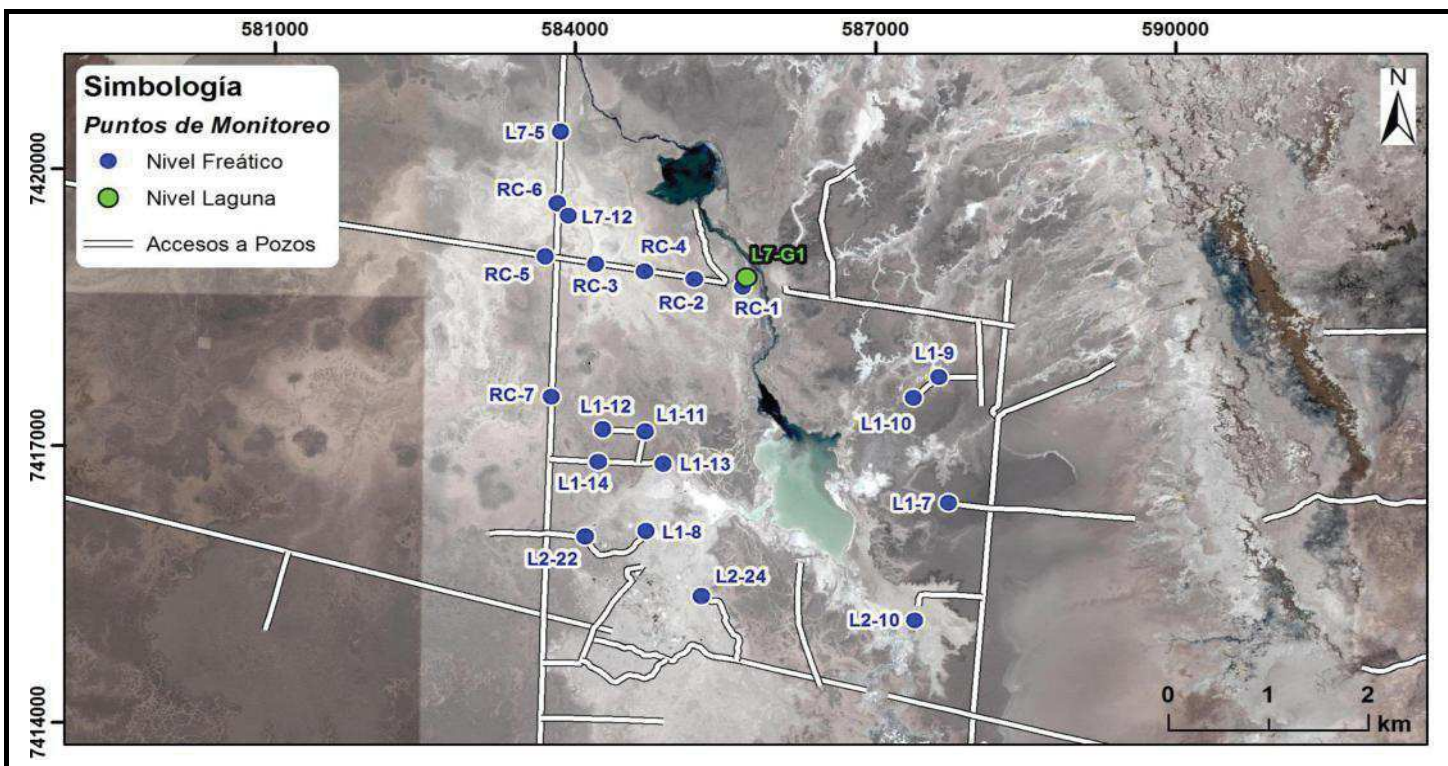 581000
584000
587000
590000
Simbología
Puntos de Monitoreo
Nivel Freático
Nivel Laguna
Accesos a Pozos
N
7420000
7417000
7414000
L7-5
RC-6
L7-12
RC-4
L7-G1
RC-5
RC-3
RC-2
RC-1
L1-9
RC-7
L1-12
L1-11
L1-10
L1-13
L1-14
L1-7
L1-8
L2-22
L2-24
L2-10
0 1 2
km